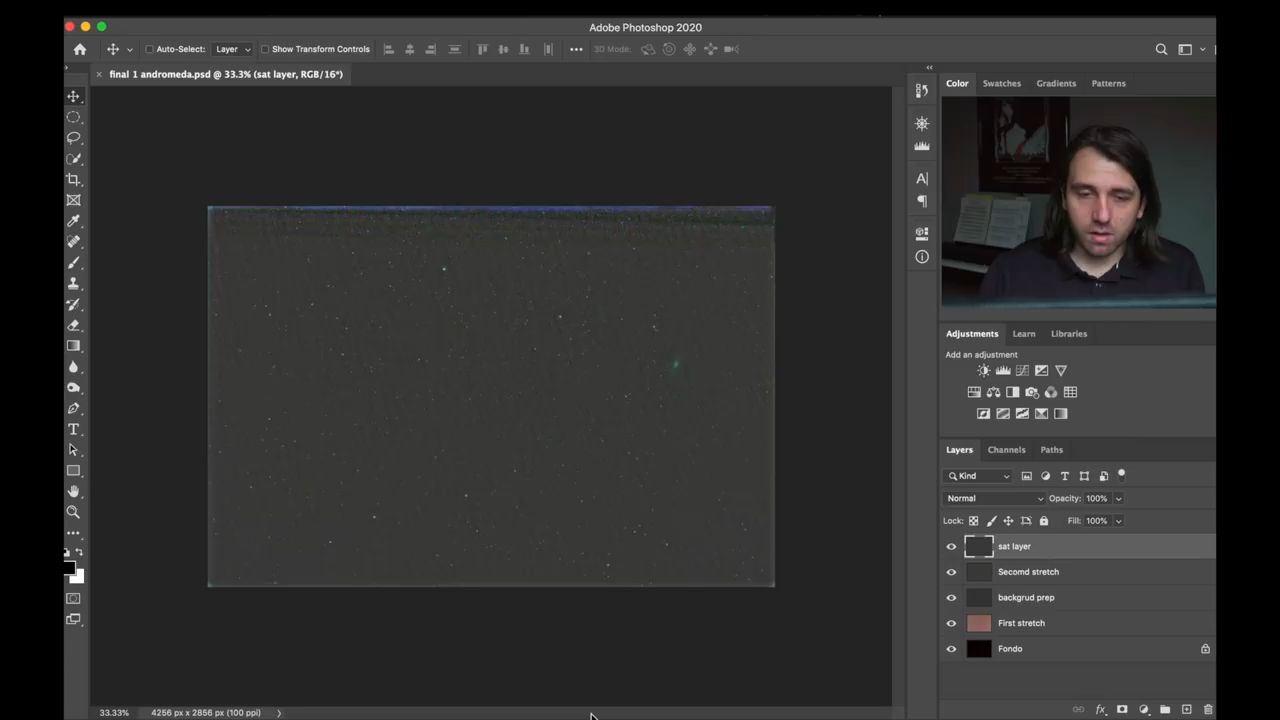 Adobe Photoshop 2020
Auto-Select: Layer Show Transform Controls 3D Mode:
final 1 andromeda.psd @ 33.3% (sat layer, RGB/16*)
Color Swatches Gradients Patterns
Adjustments Learn Libraries
Add an adjustment
Layers Channels Paths
Kind
Normal Opacity: 100%
Lock: Fill: 100%
sat layer
Secomd stretch
backgrud prep
First stretch
Fondo
33.33% 4256 px x 2856 px (100 ppi)